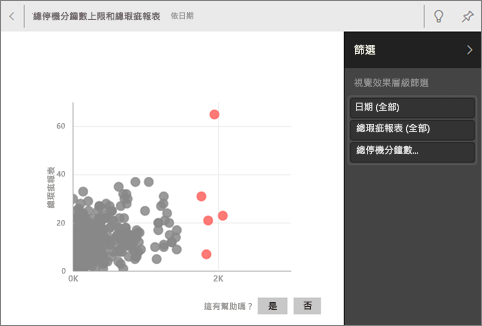 總停機分鐘數上限和總瑕疵報表 依日期
篩選
視覺效果層級篩選
日期 (全部)
總瑕疵報表 (全部)
總停機分鐘數...
總瑕疵報表
60
40
20
0
0K
2K
這有幫助嗎？
是
否